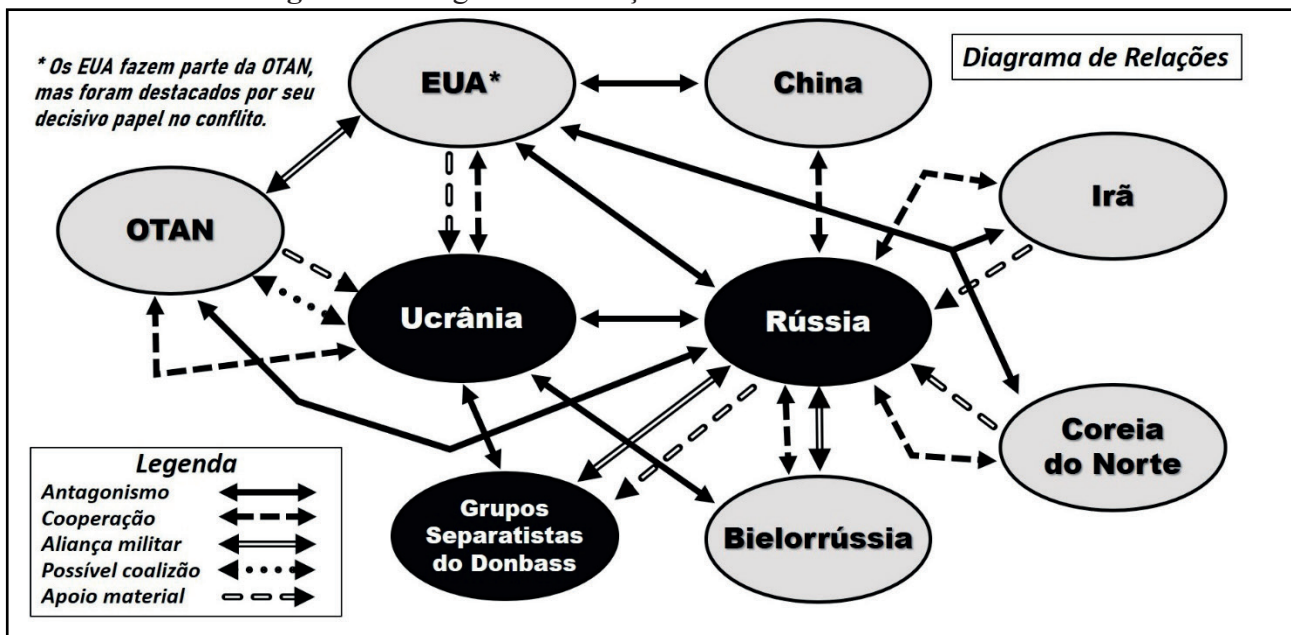 * Os EUA fazem parte da OTAN,
mas foram destacados por seu
decisivo papel no conflito.
EUA*
China
Diagrama de Relações
OTAN
Irã
Ucrânia
Rússia
Coreia
do Norte
Grupos
Separatistas
do Donbass
Bielorrússia
Legenda
Antagonismo
Cooperação
Aliança militar
Possível coalizão
Apoio material